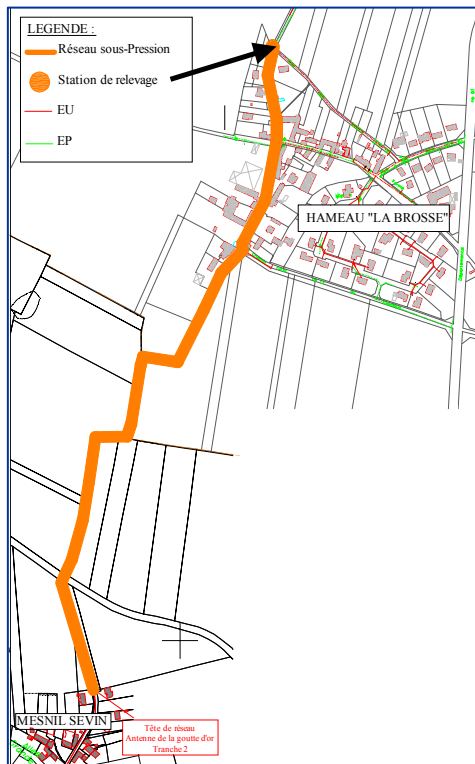 LEGENDE :
Réseau sous-Pression
Station de relevage
EU
EP
HAMEAU "LA BROSSE"
MESNIL SEVIN
Tête de réseau
Antenne de la goutte d'or
Tranche 2